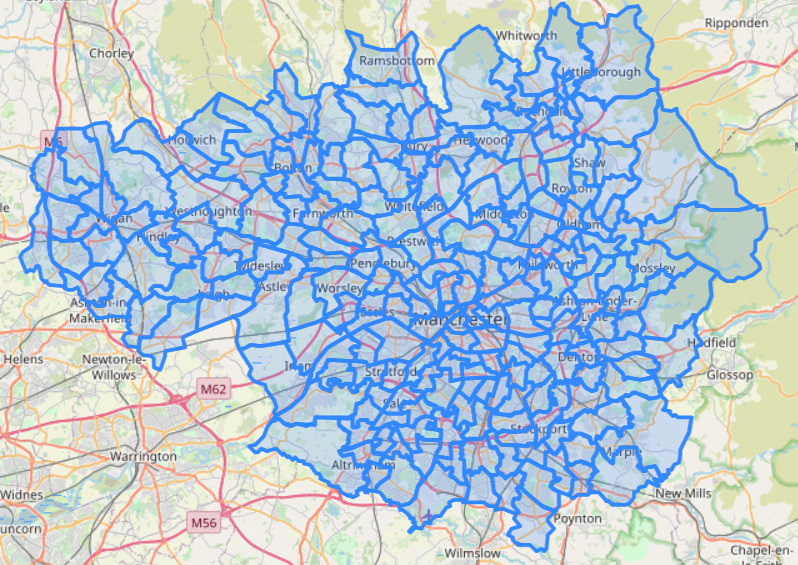 Chorley
Whitworth
Ripponden
Ramsbottom
Littleborough
M6
Horwich
Bury
Heywood
Bolton
Shaw
Royton
Westhoughton
Farnworth
Whitefield
Middleton
Wigan
Oldham
Hindley
Prestwich
Tyldesley
Pendlebury
Failsworth
Mossley
Astley
Worsley
Leigh
Ashton-in-
Makerfield
Eccles
Manchester
Ashton-under-
Lyne
Hadfield
Helens
Newton-le-
Willows
Irlam
Stretford
Denton
Glossop
M62
Sale
Stockport
Warrington
Altrincham
Marple
Widnes
New Mills
M56
uncorn
Poynton
Wilmslow
Chapel-en-
le-Frith